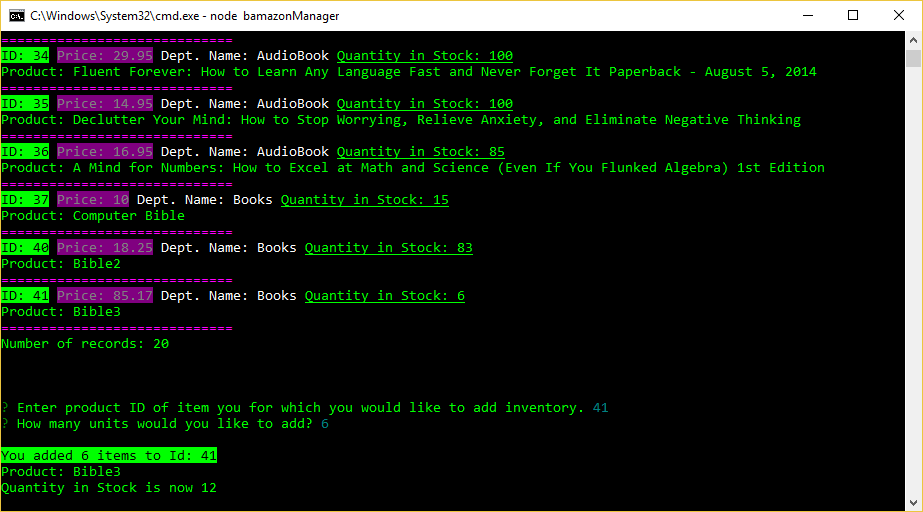 C:\Windows\System32\cmd.exe - node  bamazonManager
=============================
ID: 34 Price: 29.95 Dept. Name: AudioBook Quantity in Stock: 100
Product: Fluent Forever: How to Learn Any Language Fast and Never Forget It Paperback - August 5, 2014
=============================
ID: 35 Price: 14.95 Dept. Name: AudioBook Quantity in Stock: 100
Product: Declutter Your Mind: How to Stop Worrying, Relieve Anxiety, and Eliminate Negative Thinking
=============================
ID: 36 Price: 16.95 Dept. Name: AudioBook Quantity in Stock: 85
Product: A Mind for Numbers: How to Excel at Math and Science (Even If You Flunked Algebra) 1st Edition
=============================
ID: 37 Price: 10 Dept. Name: Books Quantity in Stock: 15
Product: Computer Bible
=============================
ID: 40 Price: 18.25 Dept. Name: Books Quantity in Stock: 83
Product: Bible2
=============================
ID: 41 Price: 85.17 Dept. Name: Books Quantity in Stock: 6
Product: Bible3
=============================
Number of records: 20
? Enter product ID of item you for which you would like to add inventory. 41
? How many units would you like to add? 6
You added 6 items to Id: 41
Product: Bible3
Quantity in Stock is now 12